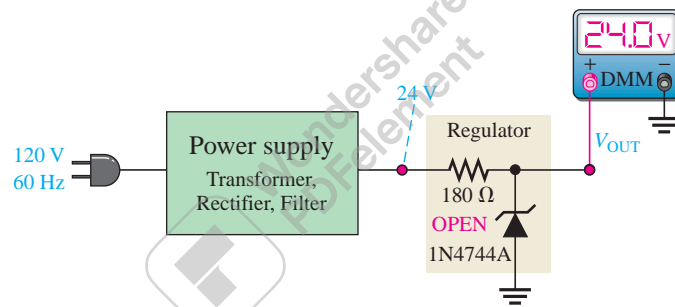 24.0 V
+ DMM −
24 V
Regulator
V_OUT
120 V
60 Hz
Power supply
Transformer,
Rectifier, Filter
180 Ω
OPEN
1N4744A
Wondershare
PDFelement